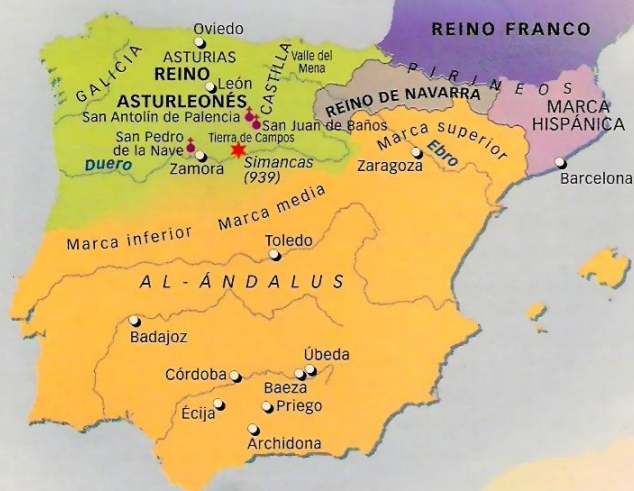 REINO FRANCO
Oviedo
ASTURIAS
Valle del
Mena
PIRINEOS
GALICIA
REINO
León
CASTILLA
ASTURLEONÉS
REINO DE NAVARRA
MARCA
HISPÁNICA
San Antolín de Palencia
San Juan de Baños
Marca superior
San Pedro
de la Nave
Tierra de Campos
Duero
Zamora
Simancas
(939)
Zaragoza
Ebro
Barcelona
Marca inferior
Marca media
Toledo
AL-ÁNDALUS
Badajoz
Úbeda
Córdoba
Baeza
Écija
Priego
Archidona